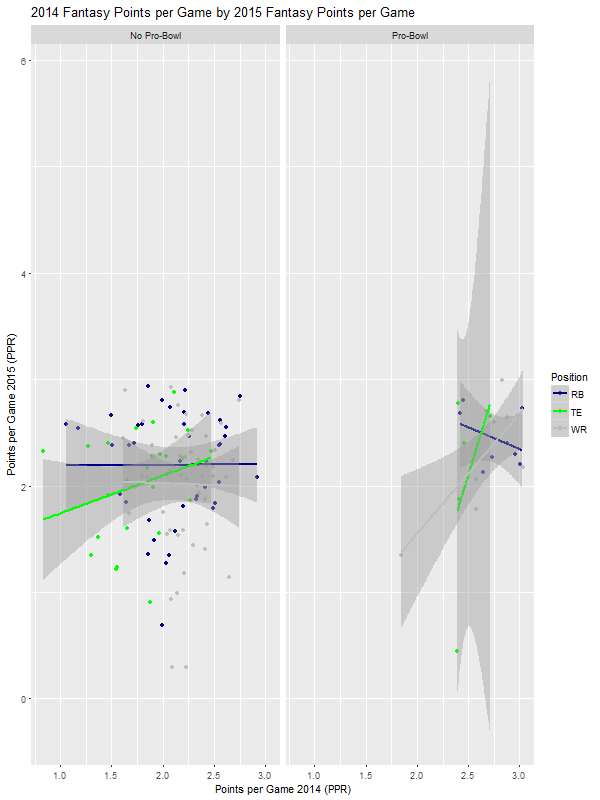 2014 Fantasy Points per Game by 2015 Fantasy Points per Game
No Pro-Bowl
Pro-Bowl
6
4
2
0
Points per Game 2015 (PPR)
1.0 1.5 2.0 2.5 3.0
1.0 1.5 2.0 2.5 3.0
Points per Game 2014 (PPR)
Position
RB
TE
WR